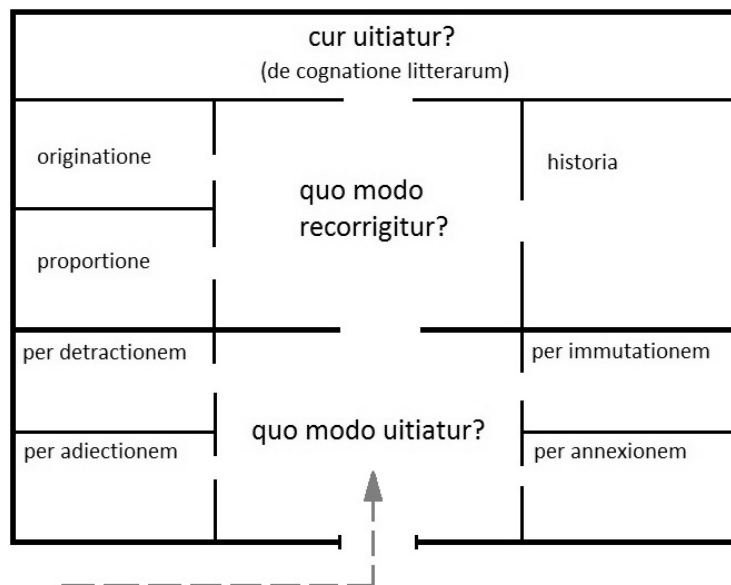 cur uitiatur?
(de cognatione litterarum)
originatione
historia
quo modo
recorrigitur?
proportione
per detractionem
per immutationem
quo modo uitiatur?
per adiectionem
per annexionem